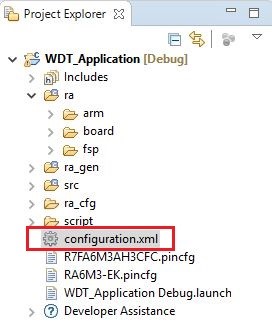 Project Explorer
WDT_Application [Debug]
Includes
ra
arm
board
fsp
ra_gen
src
ra_cfg
script
configuration.xml
R7FA6M3AH3CFC.pincfg
RA6M3-EK.pincfg
WDT_Application Debug.launch
Developer Assistance